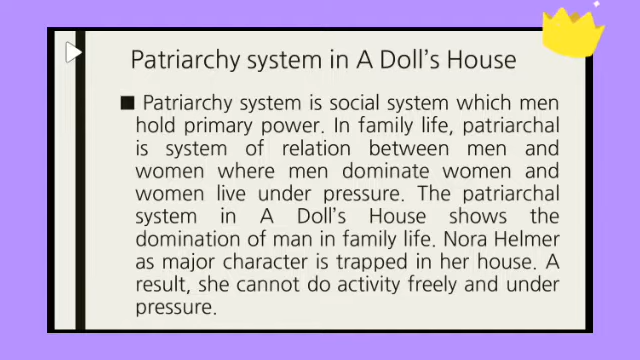 Patriarchy system in A Doll's House
■ Patriarchy system is social system which men
hold primary power. In family life, patriarchal
is system of relation between men and
women where men dominate women and
women live under pressure. The patriarchal
system in A Doll's House shows the
domination of man in family life. Nora Helmer
as major character is trapped in her house. A
result, she cannot do activity freely and under
pressure.